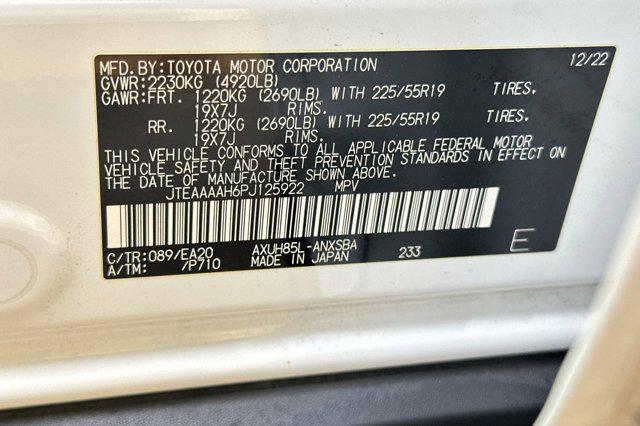 MFD.BY:TOYOTA MOTOR CORPORATION 12/22
GVWR:2230KG (4920LB)
GAWR:FRT. 1220KG (2690LB) WITH 225/55R19 TIRES.
19X7J RIMS.
RR. 1220KG (2690LB) WITH 225/55R19 TIRES.
19X7J RIMS.
THIS VEHICLE CONFORMS TO ALL APPLICABLE FEDERAL MOTOR
VEHICLE SAFETY AND THEFT PREVENTION STANDARDS IN EFFECT ON
THE DATE OF MANUFACTURE SHOWN ABOVE.
JTEAAAAH6PJ125922 MPV
C/TR:089/EA20 AXUH85L-ANXSBA 233 E
A/TM: /P710 MADE IN JAPAN